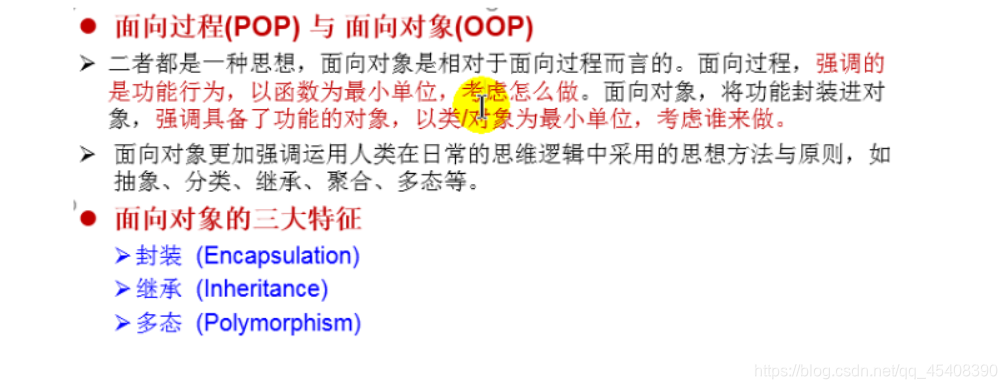 ● 面向过程(POP) 与 面向对象(OOP)
➢ 二者都是一种思想，面向对象是相对于面向过程而言的。面向过程，强调的
是功能行为，以函数为最小单位，考虑怎么做。面向对象，将功能封装进对
象，强调具备了功能的对象，以类/对象为最小单位，考虑谁来做。
➢ 面向对象更加强调运用人类在日常的思维逻辑中采用的思想方法与原则，如
抽象、分类、继承、聚合、多态等。
● 面向对象的三大特征
➢ 封装 (Encapsulation)
➢ 继承 (Inheritance)
➢ 多态 (Polymorphism)
https://blog.csdn.net/qq_45408390